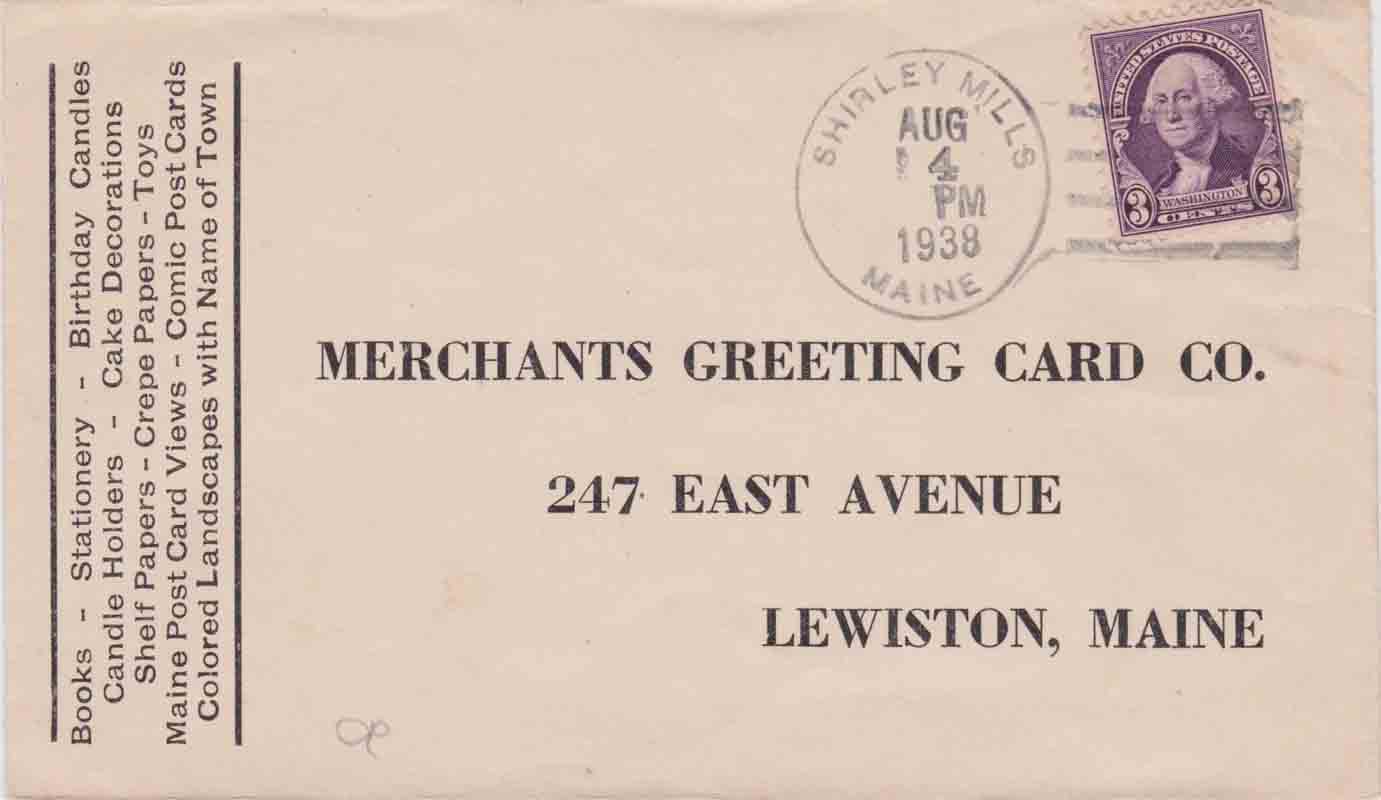 Books - Stationery - Birthday Candles
Candle Holders - Cake Decorations
Shelf Papers - Crepe Papers - Toys
Maine Post Card Views - Comic Post Cards
Colored Landscapes with Name of Town
SHIRLEY MILLS
AUG
4
PM
1938
MAINE
UNITED STATES POSTAGE
WASHINGTON
3 3
CENTS
MERCHANTS GREETING CARD CO.
247 EAST AVENUE
LEWISTON, MAINE